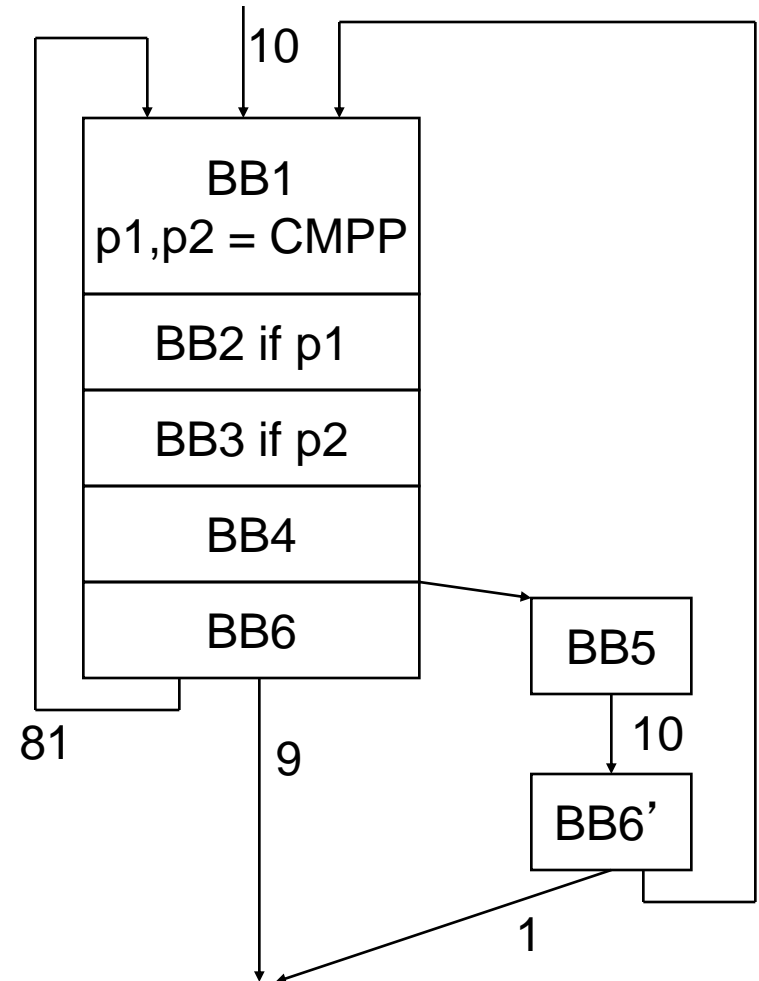 10
BB1
p1,p2 = CMPP
BB2 if p1
BB3 if p2
BB4
BB6
BB5
81
9
10
BB6’
1